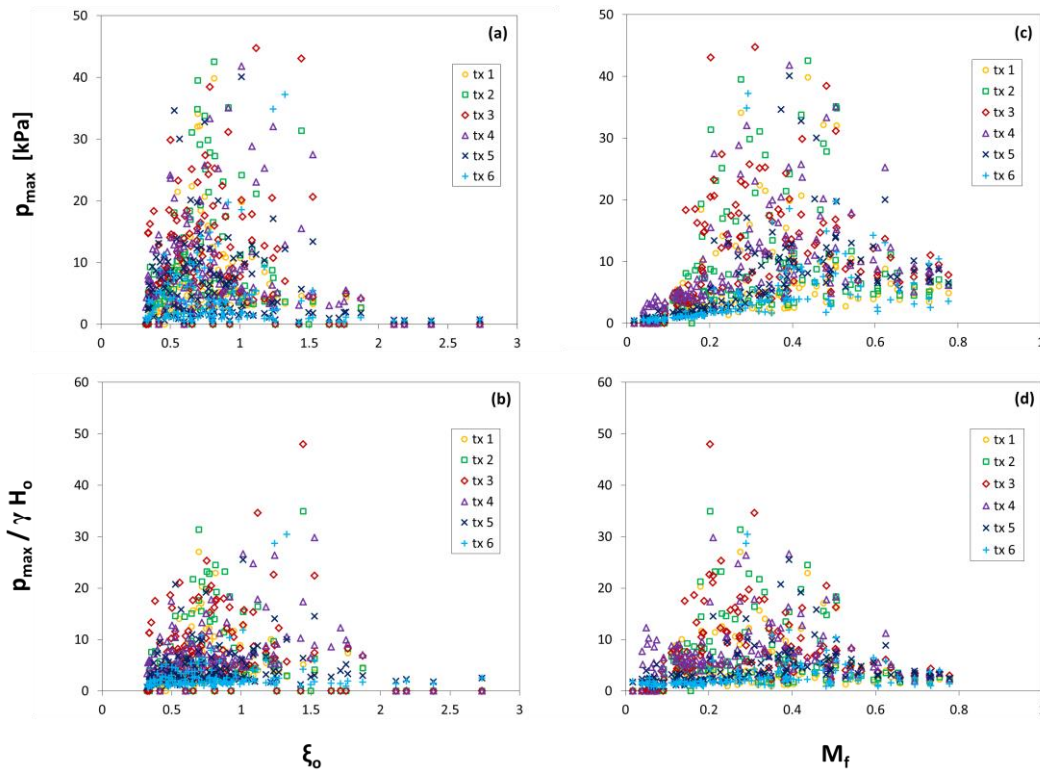 (a)
p_max [kPa]
50
40
30
20
10
0
0 0.5 1 1.5 2 2.5 3
tx 1
tx 2
tx 3
tx 4
tx 5
tx 6
(c)
50
40
30
20
10
0
0 0.2 0.4 0.6 0.8 1
tx 1
tx 2
tx 3
tx 4
tx 5
tx 6
(b)
p_max / γ H_o
60
50
40
30
20
10
0
0 0.5 1 1.5 2 2.5 3
tx 1
tx 2
tx 3
tx 4
tx 5
tx 6
ξ_o
(d)
60
50
40
30
20
10
0
0 0.2 0.4 0.6 0.8 1
tx 1
tx 2
tx 3
tx 4
tx 5
tx 6
M_f